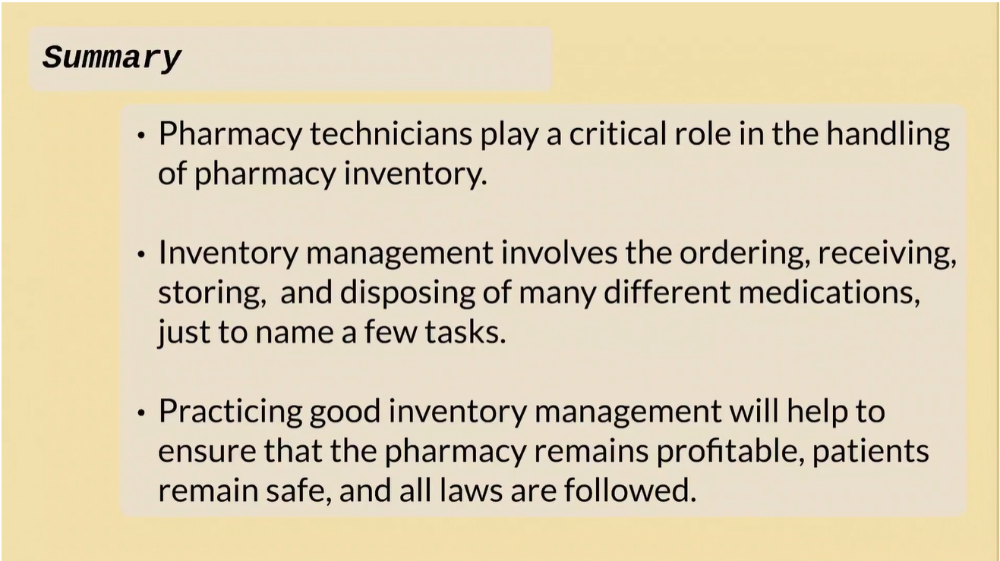 Summary
• Pharmacy technicians play a critical role in the handling
of pharmacy inventory.
• Inventory management involves the ordering, receiving,
storing,  and disposing of many different medications,
just to name a few tasks.
• Practicing good inventory management will help to
ensure that the pharmacy remains profitable, patients
remain safe, and all laws are followed.